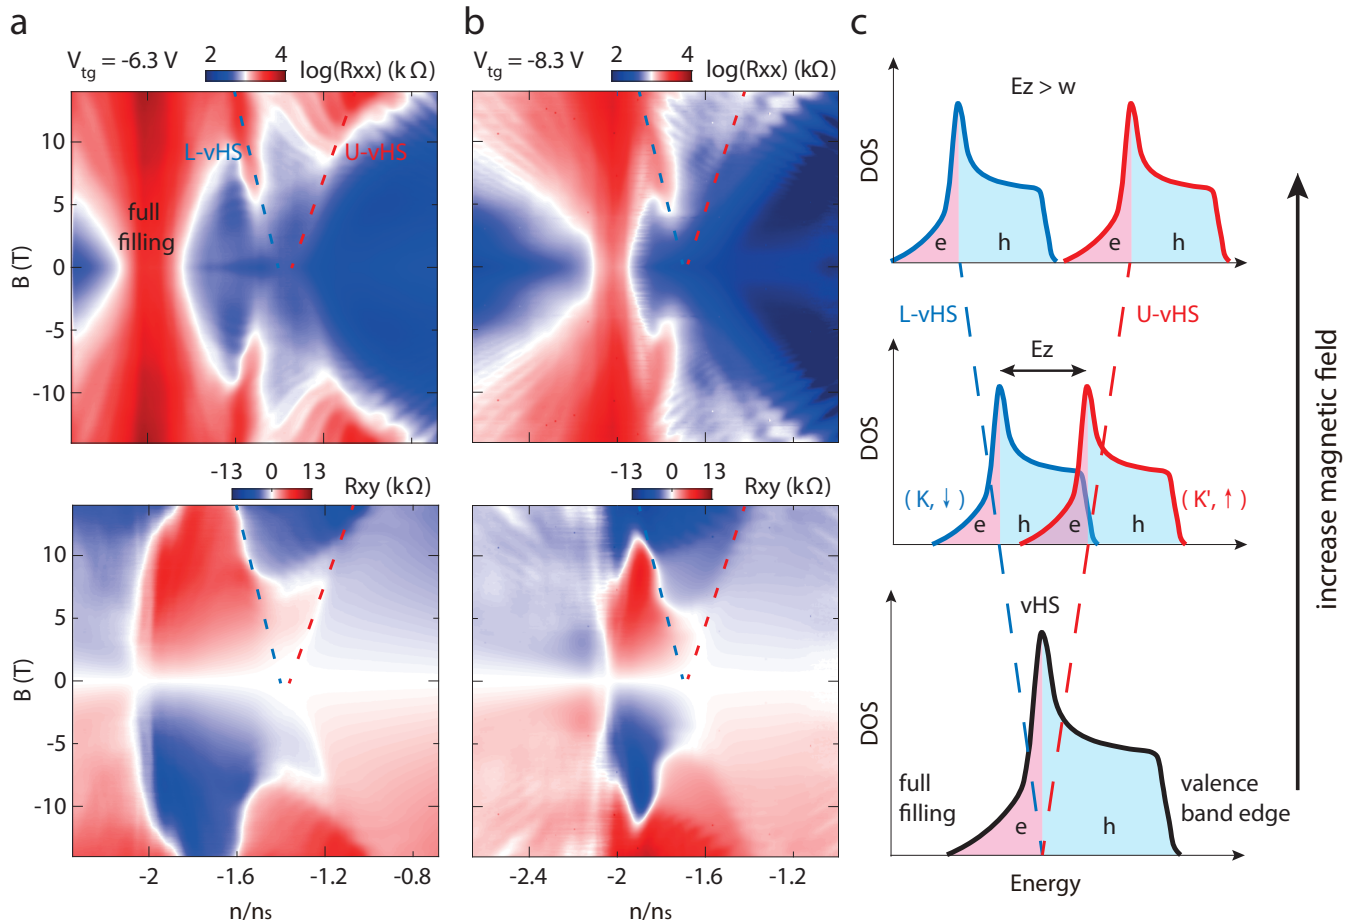 a
V_tg = -6.3 V
2 4
log(Rxx) (kΩ)
B (T)
10
5
0
-5
-10
L-vHS
U-vHS
full
filling
-13 0 13
Rxy (kΩ)
B (T)
10
5
0
-5
-10
-2 -1.6 -1.2 -0.8
n/n_s
b
V_tg = -8.3 V
2 4
log(Rxx) (kΩ)
-13 0 13
Rxy (kΩ)
-2.4 -2 -1.6 -1.2
n/n_s
c
DOS
Ez > w
e h e h
L-vHS
U-vHS
DOS
Ez
(K, ↓)
(K', ↑)
e h e h
DOS
vHS
full
filling
e h
valence
band edge
Energy
increase magnetic field